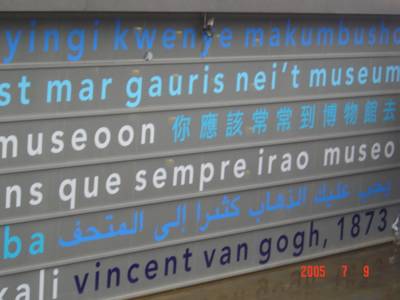 yingi kwenye makumbusho
st mar gauris nei't museum
museoon 你應該常常到博物館去
ns que sempre irao museo
ba يجب عليك الذهاب كثيرا إلى المتحف
kali vincent van gogh, 1873
2005 7 9